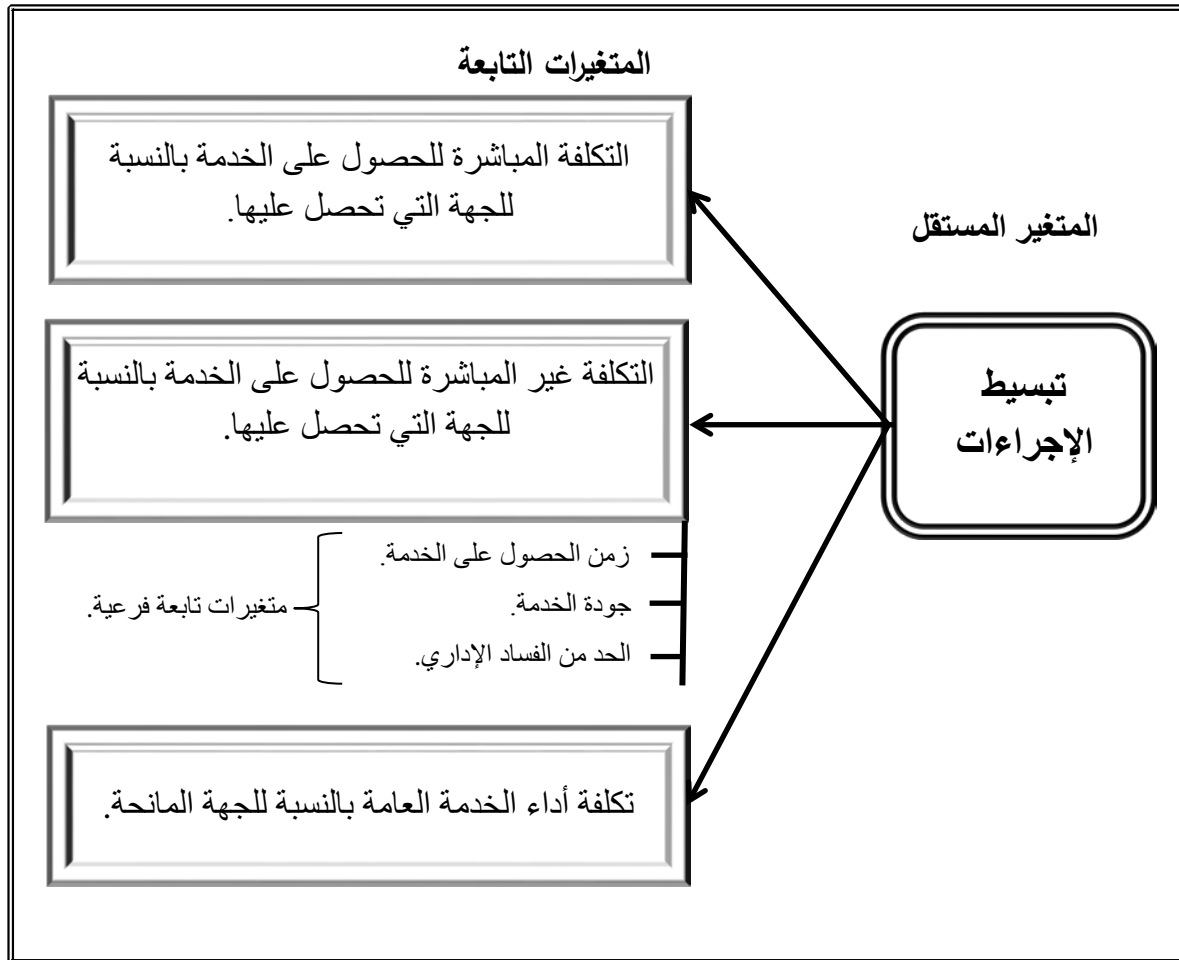 المتغيرات التابعة
المتغير المستقل
تبسيط
الإجراءات
التكلفة المباشرة للحصول على الخدمة بالنسبة
للجهة التي تحصل عليها.
التكلفة غير المباشرة للحصول على الخدمة بالنسبة
للجهة التي تحصل عليها.
زمن الحصول على الخدمة.
جودة الخدمة.
الحد من الفساد الإداري.
متغيرات تابعة فرعية.
تكلفة أداء الخدمة العامة بالنسبة للجهة المانحة.